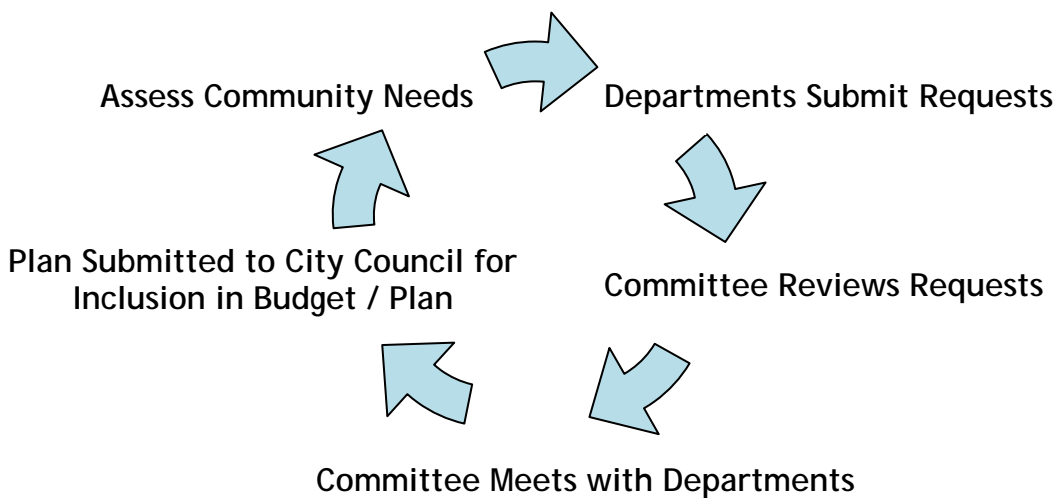 Assess Community Needs
Departments Submit Requests
Committee Reviews Requests
Committee Meets with Departments
Plan Submitted to City Council for
Inclusion in Budget / Plan